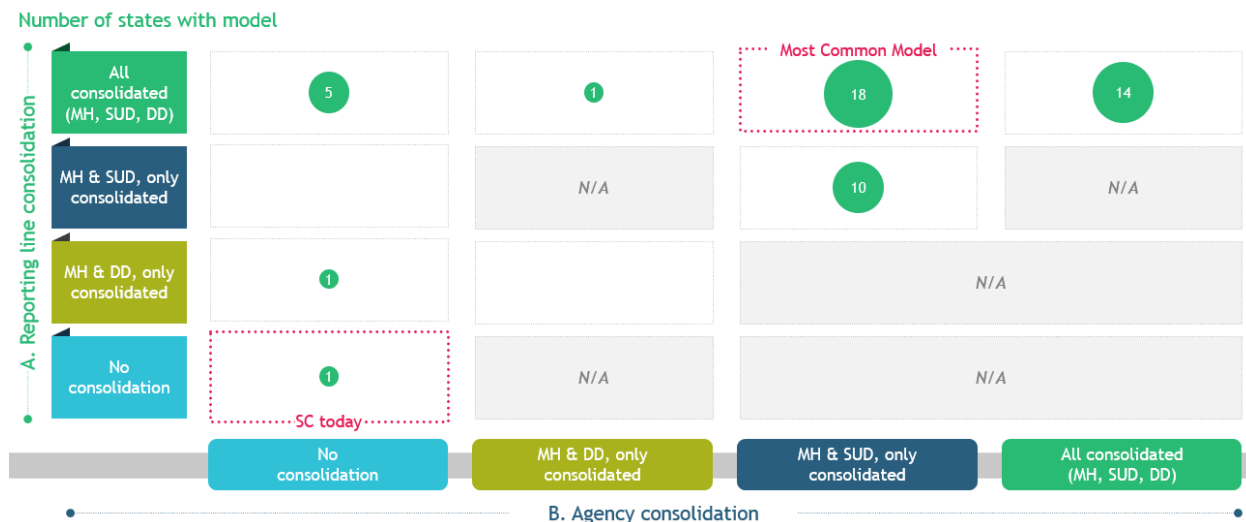 Number of states with model
A. Reporting line consolidation
All
consolidated
(MH, SUD, DD)
5
1
Most Common Model
18
14
MH & SUD, only
consolidated
N/A
10
N/A
MH & DD, only
consolidated
1
N/A
No
consolidation
1
SC today
N/A
N/A
No
consolidation
MH & DD, only
consolidated
MH & SUD, only
consolidated
All consolidated
(MH, SUD, DD)
B. Agency consolidation